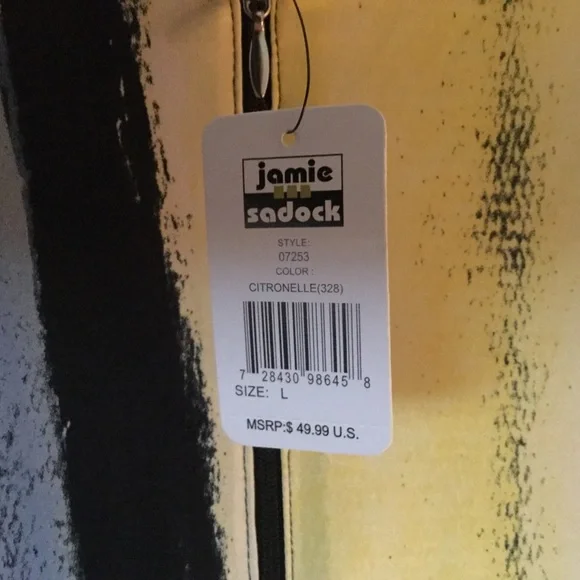 jamie
sadock
STYLE:
07253
COLOR :
CITRONELLE(328)
7 28430 98645 8
SIZE: L
MSRP:$ 49.99 U.S.